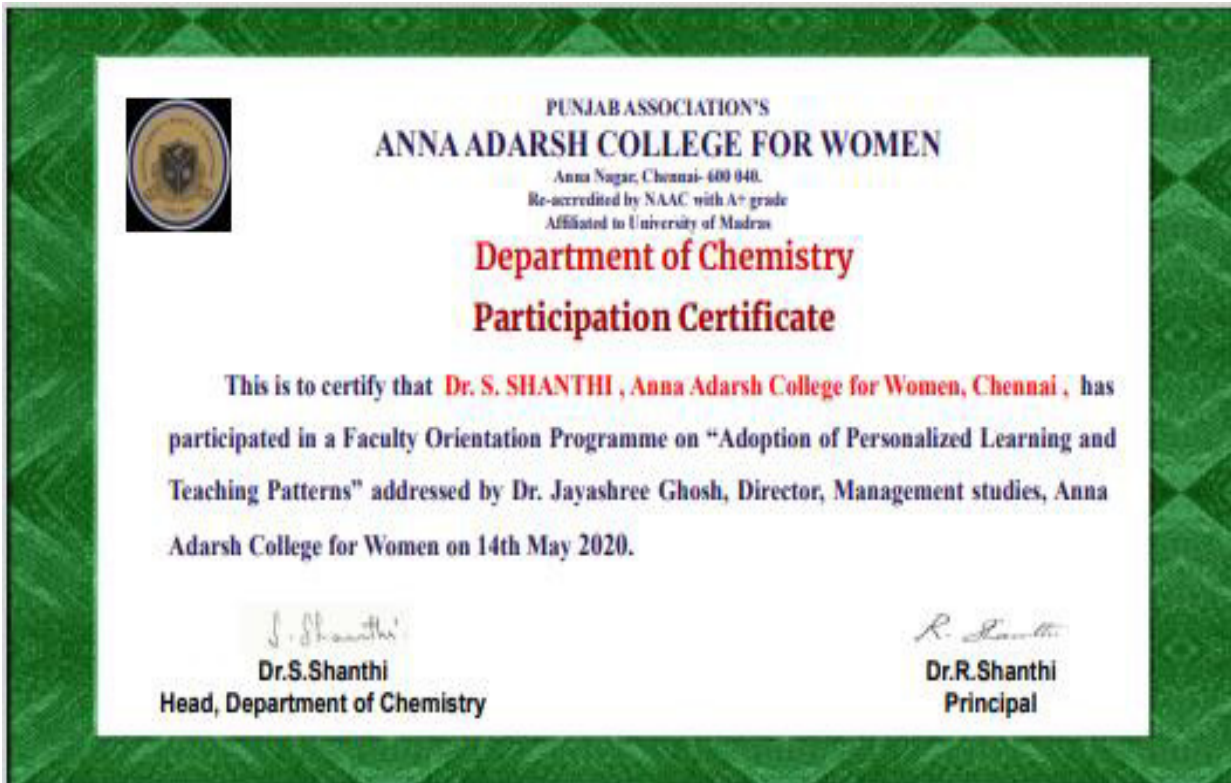 PUNJAB ASSOCIATION'S
ANNA ADARSH COLLEGE FOR WOMEN
Anna Nagar, Chennai- 600 040.
Re-accredited by NAAC with A+ grade
Affiliated to University of Madras
Department of Chemistry
Participation Certificate
This is to certify that Dr. S. SHANTHI , Anna Adarsh College for Women, Chennai , has
participated in a Faculty Orientation Programme on “Adoption of Personalized Learning and
Teaching Patterns” addressed by Dr. Jayashree Ghosh, Director, Management studies, Anna
Adarsh College for Women on 14th May 2020.
S. Shanthi R. Shanthi
Dr.S.Shanthi Dr.R.Shanthi
Head, Department of Chemistry Principal